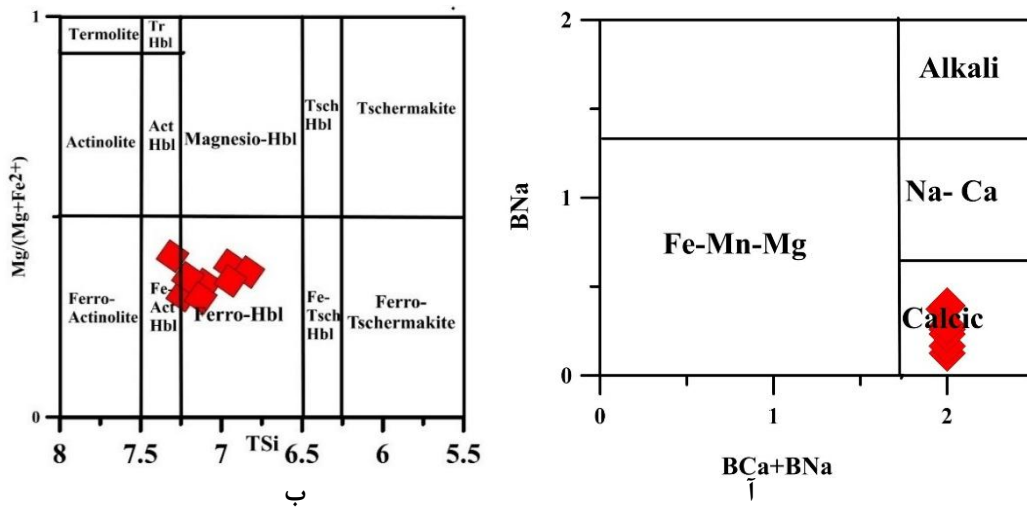 1
Termolite
Tr
Hbl
Actinolite
Act
Hbl
Magnesio-Hbl
Tsch
Hbl
Tschermakite
Mg/(Mg+Fe2+)
Ferro-
Actinolite
Fe-
Act
Hbl
Ferro-Hbl
Fe-
Tsch
Hbl
Ferro-
Tschermakite
0
8 7.5 7 6.5 6 5.5
TSi
ب
2
Alkali
BNa
1
Na- Ca
Fe-Mn-Mg
Calcic
0
0 1 2
BCa+BNa
آ